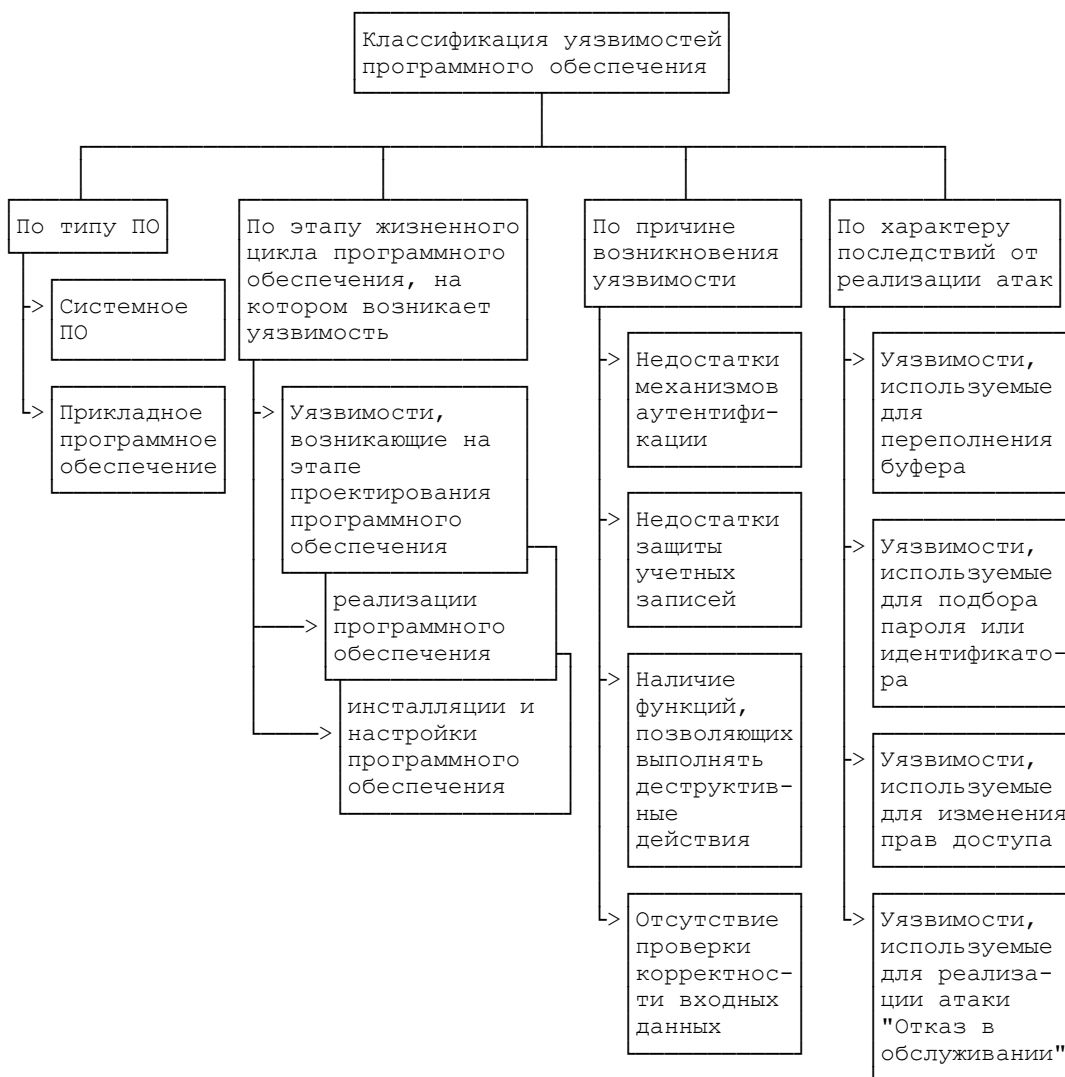 Классификация уязвимостей
программного обеспечения
По типу ПО
Системное
ПО
Прикладное
программное
обеспечение
По этапу жизненного
цикла программного
обеспечения, на
котором возникает
уязвимость
Уязвимости,
возникающие на
этапе
проектирования
программного
обеспечения
реализации
программного
обеспечения
инсталляции и
настройки
программного
обеспечения
По причине
возникновения
уязвимости
Недостатки
механизмов
аутентифи-
кации
Недостатки
защиты
учетных
записей
Наличие
функций,
позволяющих
выполнять
деструктив-
ные
действия
Отсутствие
проверки
корректнос-
ти входных
данных
По характеру
последствий от
реализации атак
Уязвимости,
используемые
для
переполнения
буфера
Уязвимости,
используемые
для подбора
пароля или
идентификато-
ра
Уязвимости,
используемые
для изменения
прав доступа
Уязвимости,
используемые
для реализа-
ции атаки
"Отказ в
обслуживании"